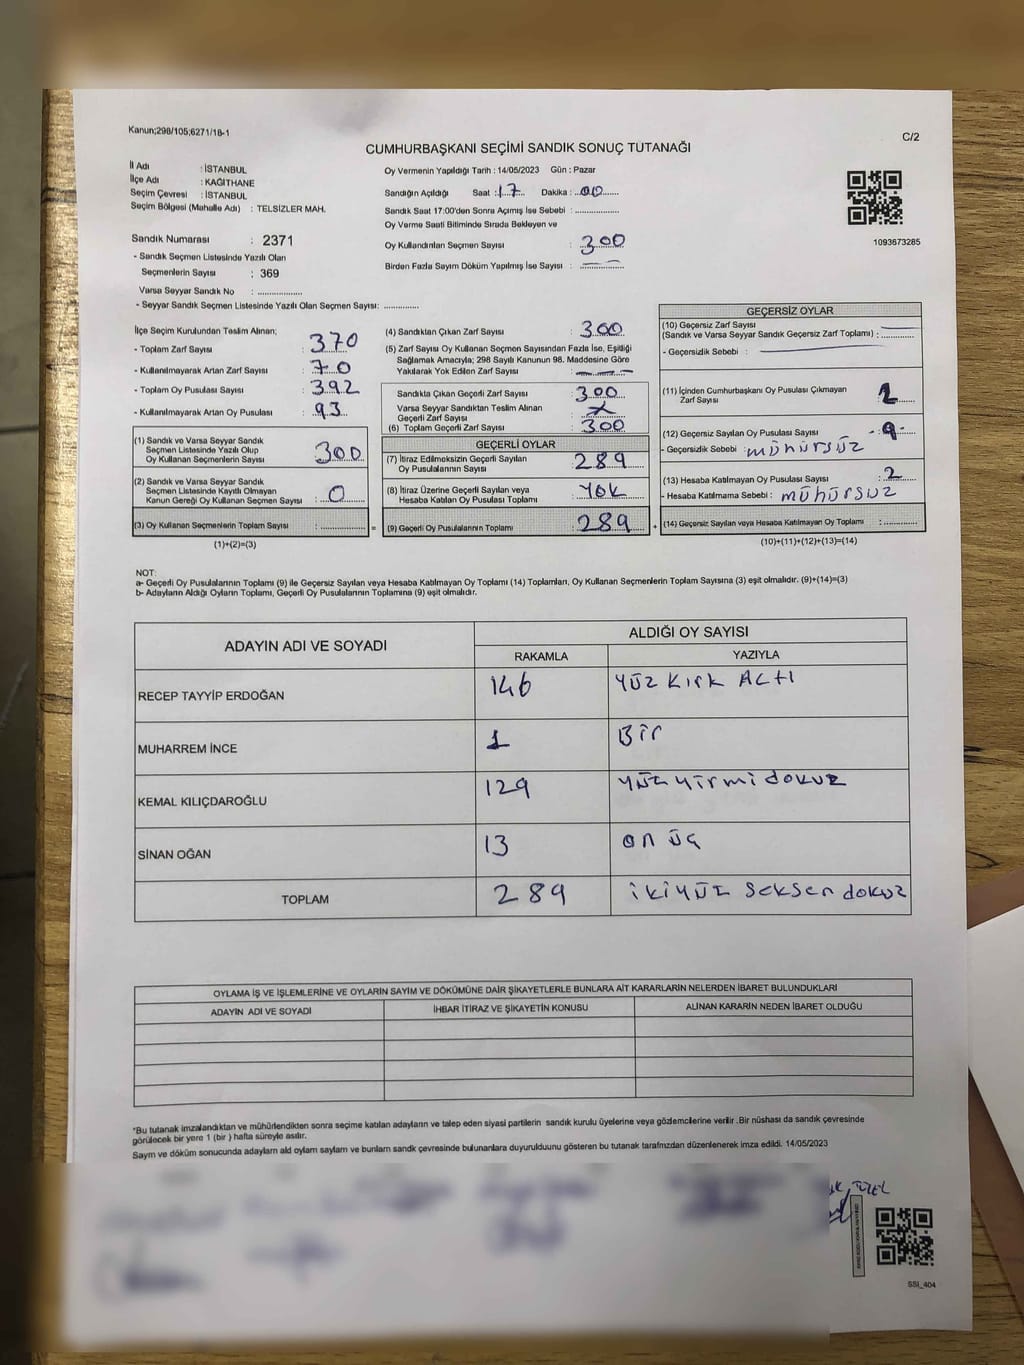 Kanun;298/105;6271/18-1
C/2
CUMHURBAŞKANI SEÇİMİ SANDIK SONUÇ TUTANAĞI
İl Adı : İSTANBUL
İlçe Adı : KAĞITHANE
Seçim Çevresi : İSTANBUL
Seçim Bölgesi (Mahalle Adı) : TELSİZLER MAH.
Sandık Numarası : 2371
- Sandık Seçmen Listesinde Yazılı Olan
Seçmenlerin Sayısı : 369
Varsa Seyyar Sandık No : ..................
- Seyyar Sandık Seçmen Listesinde Yazılı Olan Seçmen Sayısı: ..............
Oy Vermenin Yapıldığı Tarih : 14/05/2023 Gün : Pazar
Sandığın Açıldığı Saat : 17 Dakika : 00
Sandık Saat 17:00'den Sonra Açımış İse Sebebi : ..................
Oy Verme Saati Bitiminde Sırada Bekleyen ve
Oy Kullandırılan Seçmen Sayısı : 300
Birden Fazla Sayım Döküm Yapılmış İse Sayısı :
1093673285
İlçe Seçim Kurulundan Teslim Alınan;
- Toplam Zarf Sayısı : 370
- Kullanılmayarak Artan Zarf Sayısı : 70
- Toplam Oy Pusulası Sayısı : 392
- Kullanılmayarak Artan Oy Pusulası : 93
(1) Sandık ve Varsa Seyyar Sandık
Seçmen Listesinde Yazılı Olup
Oy Kullanan Seçmenlerin Sayısı : 300
(2) Sandık ve Varsa Seyyar Sandık
Seçmen Listesinde Kayıtlı Olmayan
Kanun Gereği Oy Kullanan Seçmen Sayısı : 0
(3) Oy Kullanan Seçmenlerin Toplam Sayısı : ............... =
(1)+(2)=(3)
(4) Sandıktan Çıkan Zarf Sayısı : 300
(5) Zarf Sayısı Oy Kullanan Seçmen Sayısından Fazla İse, Eşitliği
Sağlamak Amacıyla; 298 Sayılı Kanunun 98. Maddesine Göre
Yakılarak Yok Edilen Zarf Sayısı :
Sandıkta Çıkan Geçerli Zarf Sayısı : 300
Varsa Seyyar Sandıktan Teslim Alınan
Geçerli Zarf Sayısı :
(6) Toplam Geçerli Zarf Sayısı : 300
GEÇERLİ OYLAR
(7) İtiraz Edilmeksizin Geçerli Sayılan
Oy Pusulalarının Sayısı : 289
(8) İtiraz Üzerine Geçerli Sayılan veya
Hesaba Katılan Oy Pusulası Toplamı : YOK
(9) Geçerli Oy Pusulalarının Toplamı : 289 +
GEÇERSİZ OYLAR
(10) Geçersiz Zarf Sayısı
(Sandık ve Varsa Seyyar Sandık Geçersiz Zarf Toplamı) :
- Geçersizlik Sebebi :
(11) İçinden Cumhurbaşkanı Oy Pusulası Çıkmayan
Zarf Sayısı :
(12) Geçersiz Sayılan Oy Pusulası Sayısı : -9-
- Geçersizlik Sebebi : mühürsüz
(13) Hesaba Katılmayan Oy Pusulası Sayısı : 2
- Hesaba Katılmama Sebebi : mühürsuz
(14) Geçersiz Sayılan veya Hesaba Katılmayan Oy Toplamı : ............
(10)+(11)+(12)+(13)=(14)
NOT:
a- Geçerli Oy Pusulalarının Toplamı (9) ile Geçersiz Sayılan veya Hesaba Katılmayan Oy Toplamı (14) Toplamları, Oy Kullanan Seçmenlerin Toplam Sayısına (3) eşit olmalıdır. (9)+(14)=(3)
b- Adayların Aldığı Oyların Toplamı, Geçerli Oy Pusulalarının Toplamına (9) eşit olmalıdır.
ADAYIN ADI VE SOYADI
ALDIĞI OY SAYISI
RAKAMLA YAZIYLA
RECEP TAYYİP ERDOĞAN 146 YÜZ KIRK ALTI
MUHARREM İNCE 1 Bir
KEMAL KILIÇDAROĞLU 129 YÜZ YİRMİ dokuz
SİNAN OĞAN 13 on üç
TOPLAM 289 ikiYÜZ seksen dokuz
OYLAMA İŞ VE İŞLEMLERİNE VE OYLARIN SAYIM VE DÖKÜMÜNE DAİR ŞİKAYETLERLE BUNLARA AİT KARARLARIN NELERDEN İBARET BULUNDUKLARI
ADAYIN ADI VE SOYADI İHBAR İTİRAZ VE ŞİKAYETİN KONUSU ALINAN KARARIN NEDEN İBARET OLDUĞU
*Bu tutanak imzalandıktan ve mühürlendikten sonra seçime katılan adayların ve talep eden siyasi partilerin sandık kurulu üyelerine veya gözlemcilerine verilir .Bir nüshası da sandık çevresinde
görülecek bir yere 1 (bir ) hafta süreyle asılır.
Sayım ve döküm sonucunda adayların ald oyların sayıları ve bunların sandk çevresinde bulunanlara duyurulduunu gösteren bu tutanak tarafmzdan düzenlenerek imza edildi. 14/05/2023
SSI_404